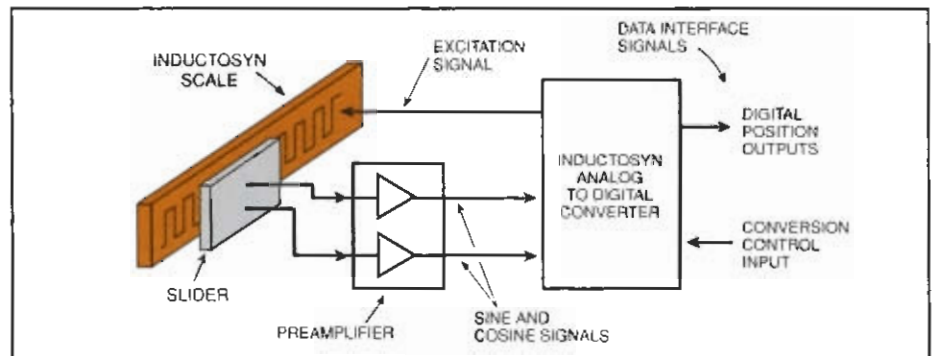 INDUCTOSYN
SCALE
EXCITATION
SIGNAL
DATA INTERFACE
SIGNALS
DIGITAL
POSITION
OUTPUTS
INDUCTOSYN
ANALOG
TO DIGITAL
CONVERTER
CONVERSION
CONTROL
INPUT
SLIDER
PREAMPLIFIER
SINE AND
COSINE SIGNALS